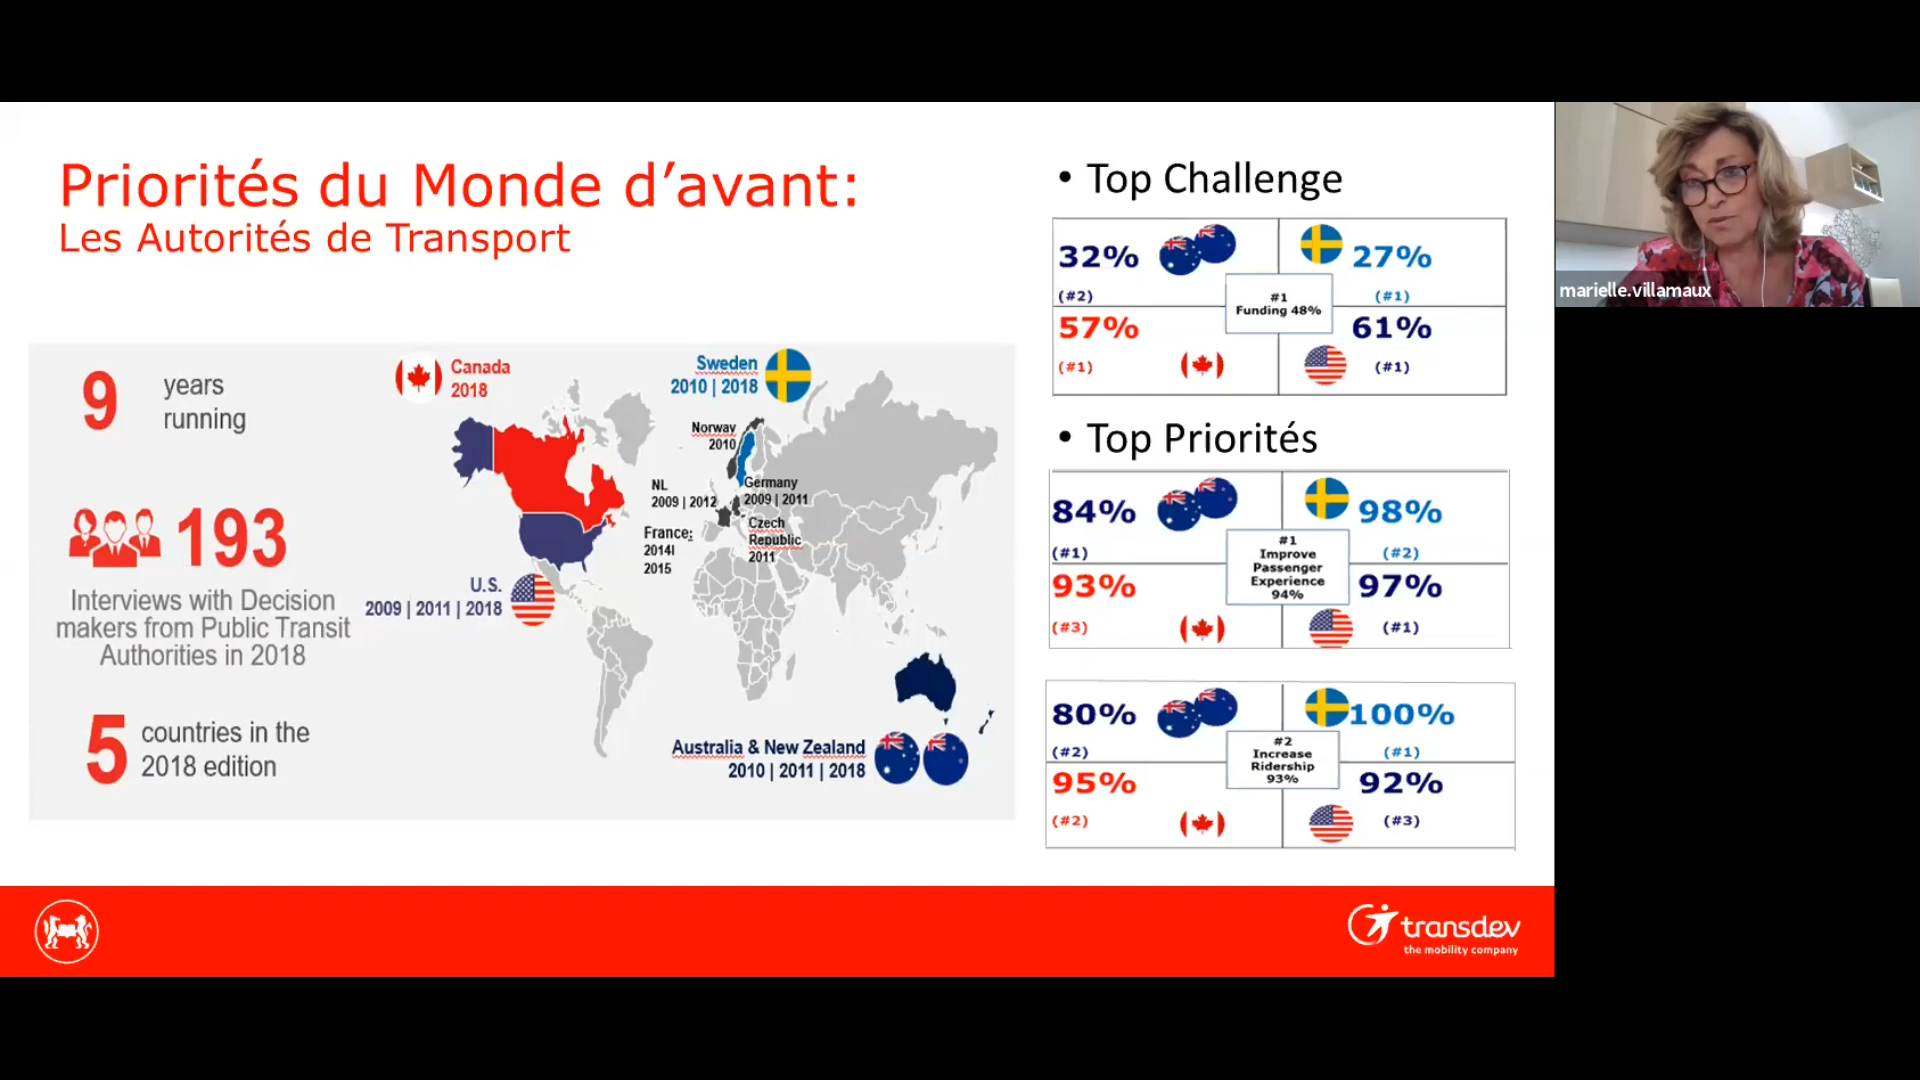 Priorités du Monde d’avant:
Les Autorités de Transport
9 years
running
193
Interviews with Decision
makers from Public Transit
Authorities in 2018
5 countries in the
2018 edition
Canada
2018
Sweden
2010 | 2018
Norway
2010
NL
2009 | 2012
Germany
2009 | 2011
France:
2014I
2015
Czech
Republic
2011
U.S.
2009 | 2011 | 2018
Australia & New Zealand
2010 | 2011 | 2018
• Top Challenge
32%
(#2)
27%
(#1)
#1
Funding 48%
57%
(#1)
61%
(#1)
• Top Priorités
84%
(#1)
98%
(#2)
#1
Improve
Passenger
Experience
94%
93%
(#3)
97%
(#1)
80%
(#2)
100%
(#1)
#2
Increase
Ridership
93%
95%
(#2)
92%
(#3)
transdev
the mobility company
marielle.villamaux